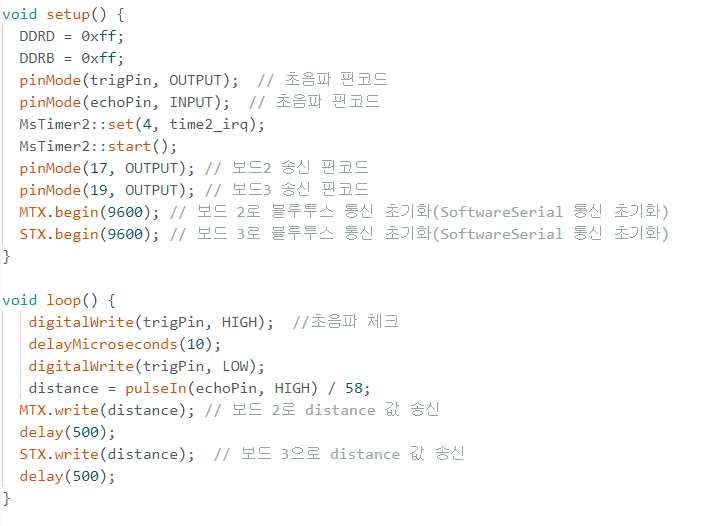 void setup() {
DDRD = 0xff;
DDRB = 0xff;
pinMode(trigPin, OUTPUT);  // 초음파 핀코드
pinMode(echoPin, INPUT);  // 초음파 핀코드
MsTimer2::set(4, time2_irq);
MsTimer2::start();
pinMode(17, OUTPUT); // 보드2 송신 핀코드
pinMode(19, OUTPUT); // 보드3 송신 핀코드
MTX.begin(9600); // 보드 2로 블루투스 통신 초기화(SoftwareSerial 통신 초기화)
STX.begin(9600); // 보드 3로 블루투스 통신 초기화(SoftwareSerial 통신 초기화)
}
void loop() {
digitalWrite(trigPin, HIGH);  //초음파 체크
delayMicroseconds(10);
digitalWrite(trigPin, LOW);
distance = pulseIn(echoPin, HIGH) / 58;
MTX.write(distance); // 보드 2로 distance 값 송신
delay(500);
STX.write(distance);  // 보드 3으로 distance 값 송신
delay(500);
}